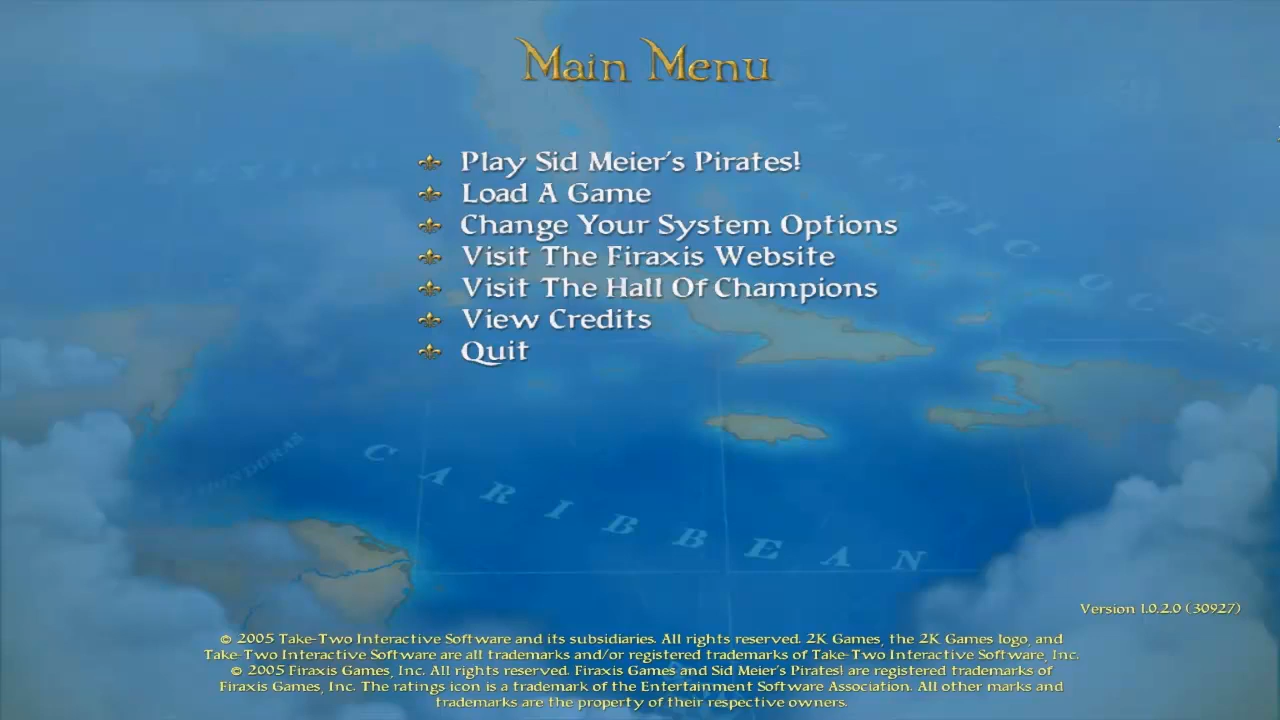 Main Menu
Play Sid Meier's Pirates!
Load A Game
Change Your System Options
Visit The Firaxis Website
Visit The Hall Of Champions
View Credits
Quit
CARIBBEAN
Version 1.0.2.0 (30927)
© 2005 Take-Two Interactive Software and its subsidiaries. All rights reserved. 2K Games, the 2K Games logo, and
Take-Two Interactive Software are all trademarks and/or registered trademarks of Take-Two Interactive Software, Inc.
© 2005 Firaxis Games, Inc. All rights reserved. Firaxis Games and Sid Meier's Pirates! are registered trademarks of
Firaxis Games, Inc. The ratings icon is a trademark of the Entertainment Software Association. All other marks and
trademarks are the property of their respective owners.